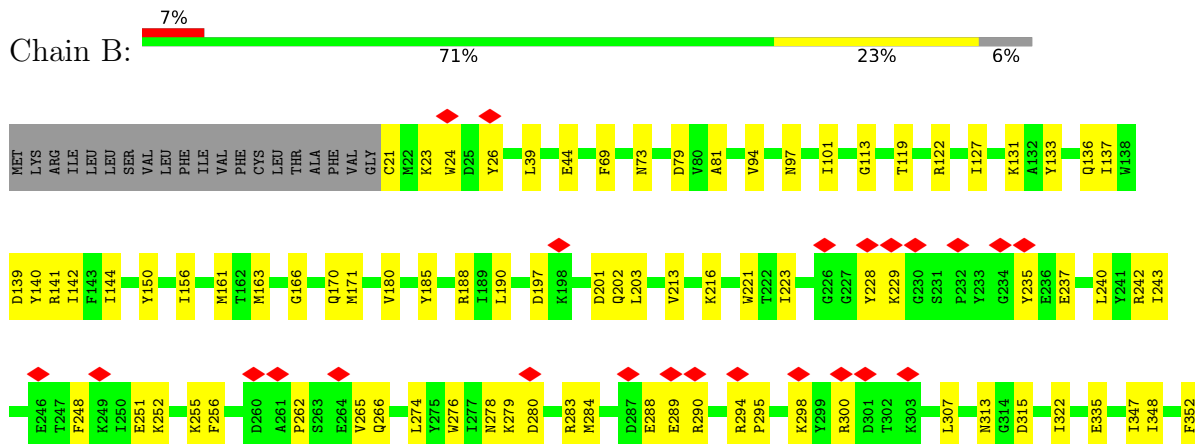 7%
Chain B:
71% 23% 6%
MET LYS ARG ILE LEU LEU SER VAL LEU PHE ILE VAL PHE CYS LEU THR ALA PHE VAL GLY C21 M22 K23 W24 D25 Y26 L39 E44 F69 N73 D79 V80 A81 V94 N97 I101 G113 T119 R122 I127 K131 A132 Y133 Q136 I137 W138
D139 Y140 R141 I142 F143 I144 Y150 I156 M161 T162 M163 G166 Q170 M171 V180 Y185 R188 I189 L190 D197 K198 D201 Q202 L203 V213 K216 W221 T222 I223 G226 G227 Y228 K229 G230 S231 P232 Y233 G234 Y235 E236 E237 L240 Y241 R242 I243
E246 T247 F248 K249 I250 E251 K252 K255 F256 D260 A261 P262 S263 E264 V265 Q266 L274 Y275 W276 I277 N278 K279 D280 R283 M284 D287 E288 E289 R290 R294 P295 K298 Y299 R300 D301 T302 K303 L307 N313 G314 D315 I322 E335 I347 I348 F352